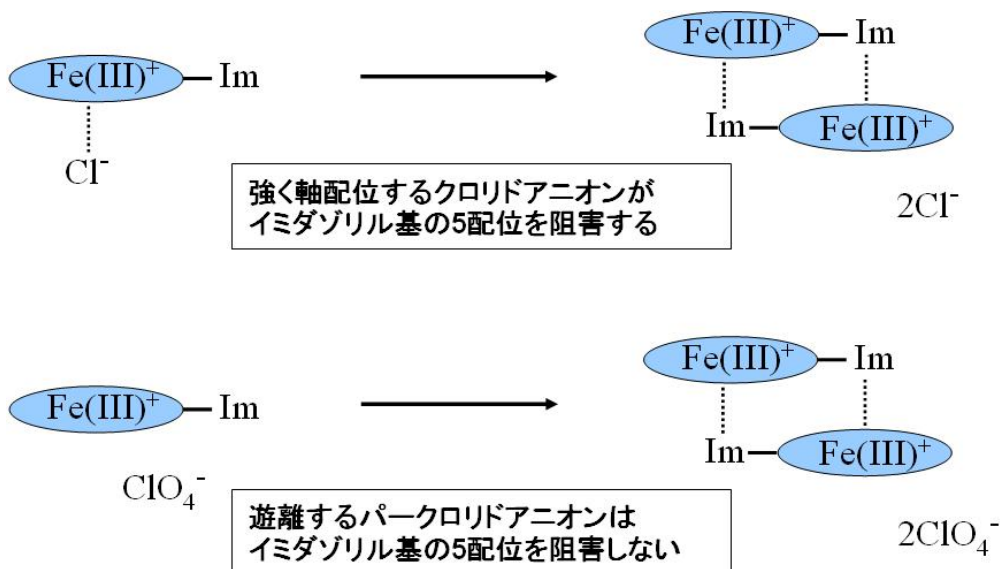 Fe(III)⁺ Im
Fe(III)⁺ Im
Im Fe(III)⁺
Cl⁻
強く軸配位するクロリドアニオンが
イミダゾリル基の5配位を阻害する
2Cl⁻
Fe(III)⁺ Im
Fe(III)⁺ Im
Im Fe(III)⁺
ClO₄⁻
遊離するパークロリドアニオンは
イミダゾリル基の5配位を阻害しない
2ClO₄⁻